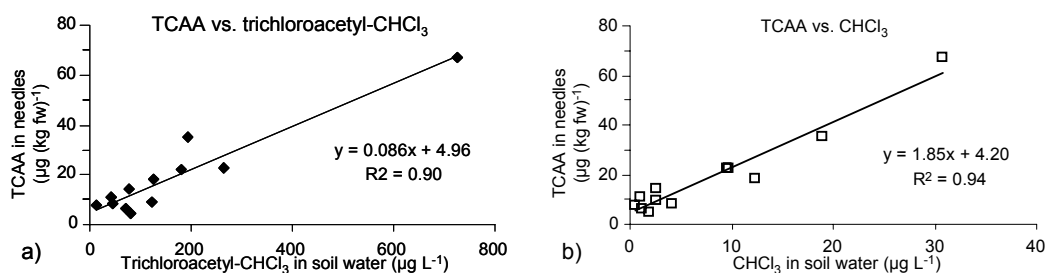 TCAA vs. trichloroacetyl-CHCl₃
TCAA in needles
(µg (kg fw)⁻¹)
80
60
40
20
0
y = 0.086x + 4.96
R2 = 0.90
0 200 400 600 800
Trichloroacetyl-CHCl₃ in soil water (µg L⁻¹)
a)
TCAA vs. CHCl₃
TCAA in needles
(µg (kg fw)⁻¹)
80
60
40
20
0
y = 1.85x + 4.20
R² = 0.94
0 10 20 30 40
CHCl₃ in soil water (µg L⁻¹)
b)